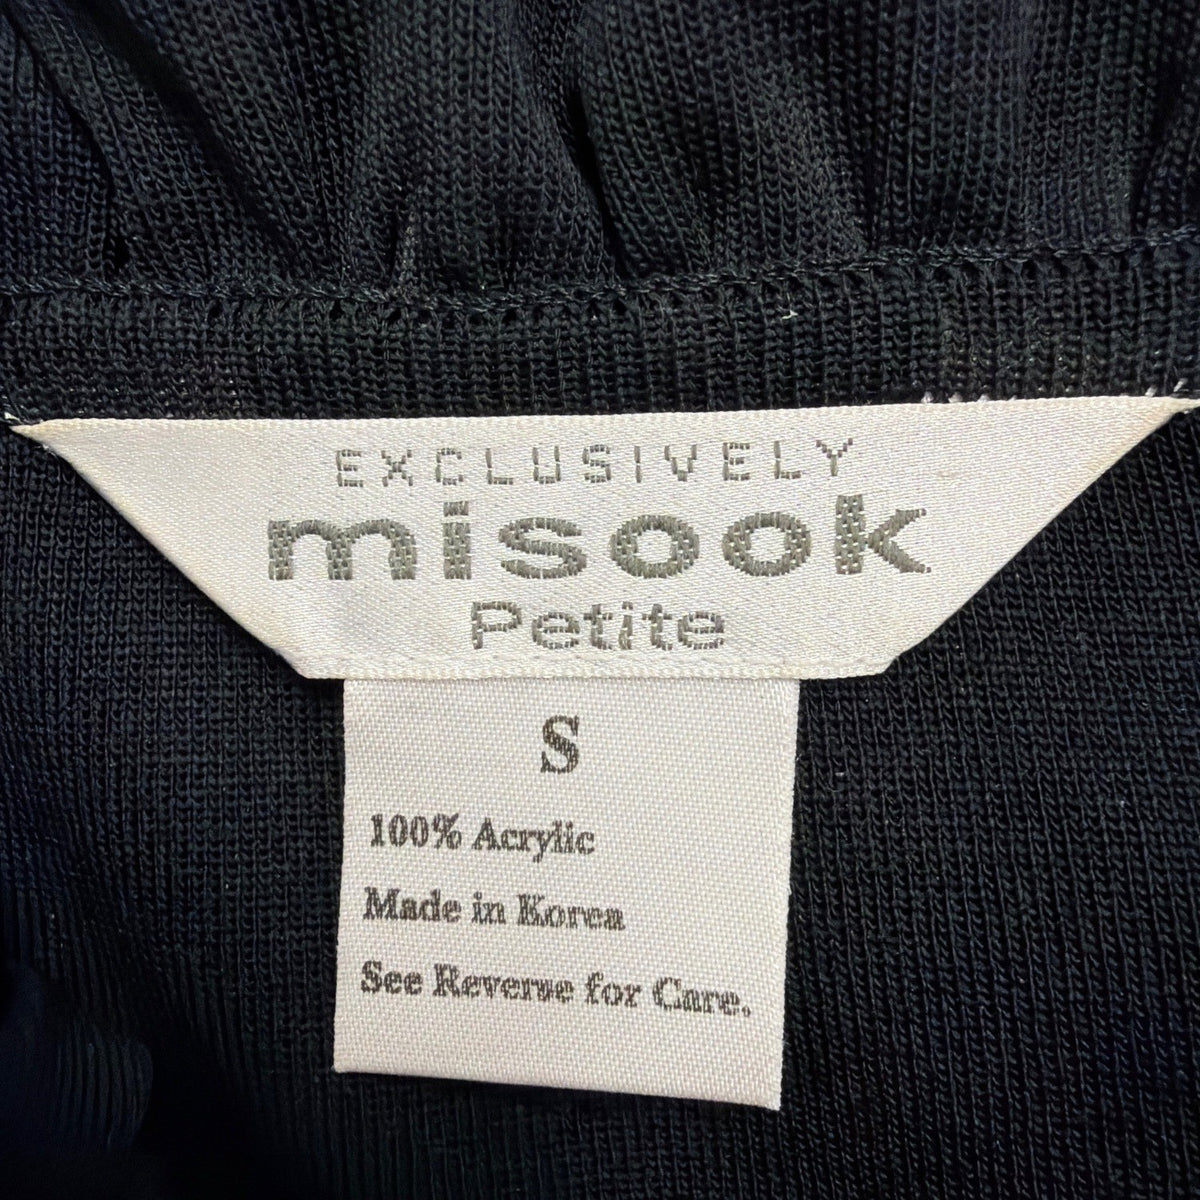 EXCLUSIVELY
misook
Petite
S
100% Acrylic
Made in Korea
See Reverse for Care.